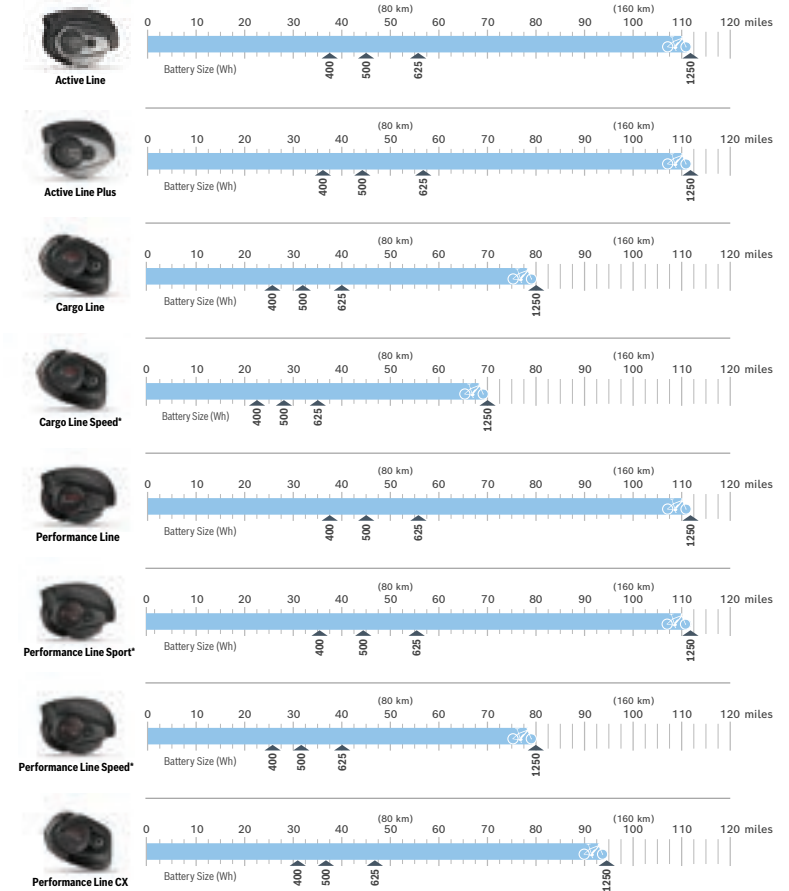 (80 km) (160 km)
0 10 20 30 40 50 60 70 80 90 100 110 120 miles
Battery Size (Wh) 400 500 625 1250
Active Line
(80 km) (160 km)
0 10 20 30 40 50 60 70 80 90 100 110 120 miles
Battery Size (Wh) 400 500 625 1250
Active Line Plus
(80 km) (160 km)
0 10 20 30 40 50 60 70 80 90 100 110 120 miles
Battery Size (Wh) 400 500 625 1250
Cargo Line
(80 km) (160 km)
0 10 20 30 40 50 60 70 80 90 100 110 120 miles
Battery Size (Wh) 400 500 625 1250
Cargo Line Speed*
(80 km) (160 km)
0 10 20 30 40 50 60 70 80 90 100 110 120 miles
Battery Size (Wh) 400 500 625 1250
Performance Line
(80 km) (160 km)
0 10 20 30 40 50 60 70 80 90 100 110 120 miles
Battery Size (Wh) 400 500 625 1250
Performance Line Sport*
(80 km) (160 km)
0 10 20 30 40 50 60 70 80 90 100 110 120 miles
Battery Size (Wh) 400 500 625 1250
Performance Line Speed*
(80 km) (160 km)
0 10 20 30 40 50 60 70 80 90 100 110 120 miles
Battery Size (Wh) 400 500 625 1250
Performance Line CX